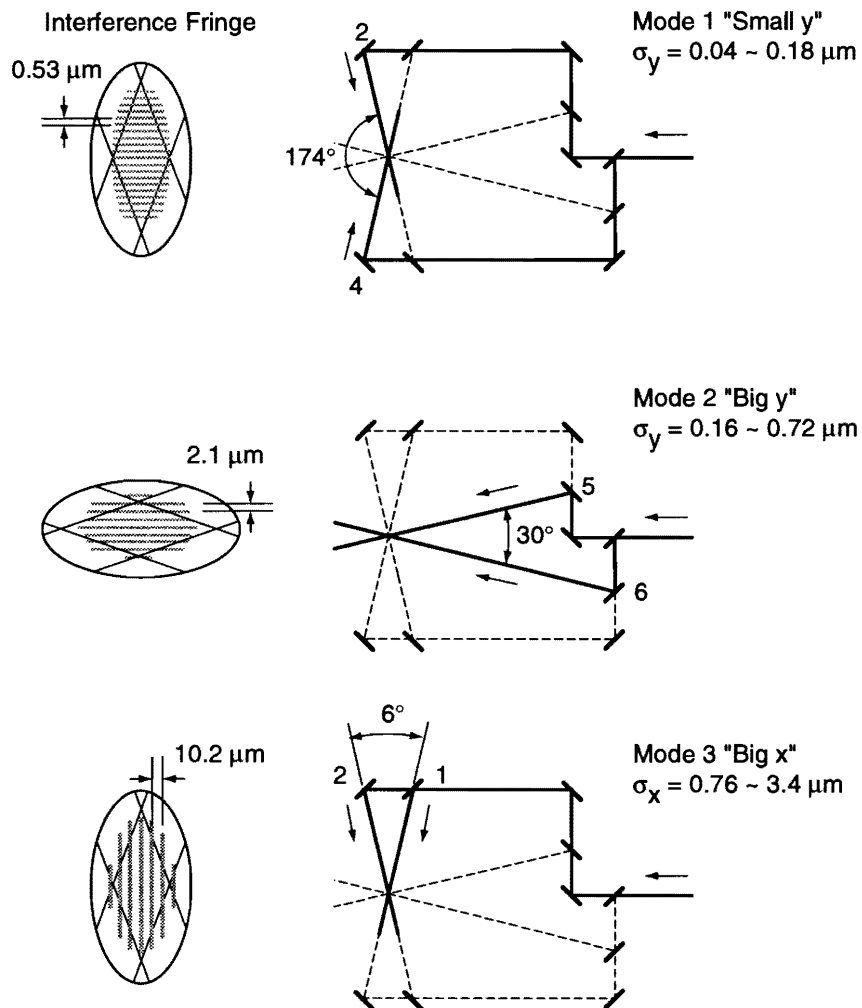 Interference Fringe
0.53 μm
2
174°
4
Mode 1 "Small y"
σy = 0.04 ~ 0.18 μm
2.1 μm
5
30°
6
Mode 2 "Big y"
σy = 0.16 ~ 0.72 μm
10.2 μm
6°
2
1
Mode 3 "Big x"
σx = 0.76 ~ 3.4 μm